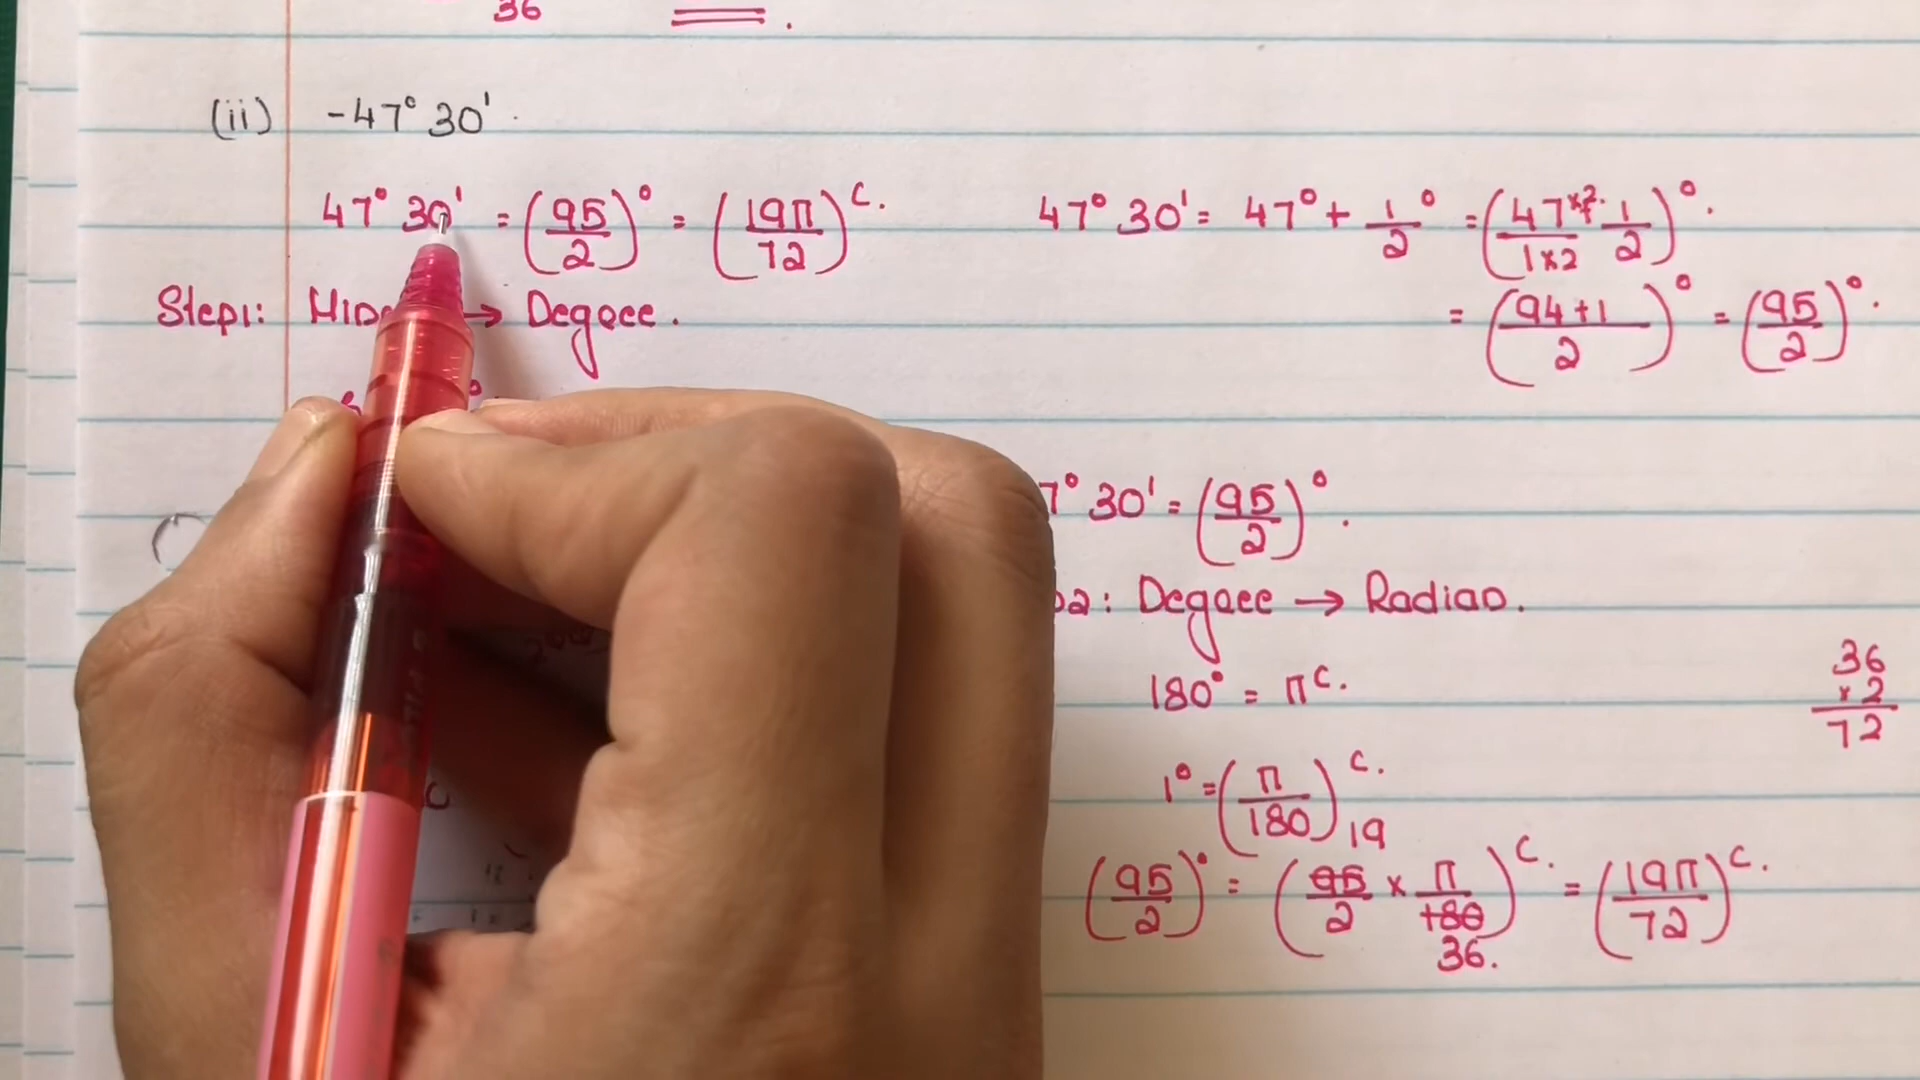 36
(ii) -47° 30'.
47° 30' = (95/2)° = (19π/72)ᶜ.
Step1: → Degree.
47° 30' = 47° + 1/2° = (47×2/1×2 + 1/2)°.
= (94+1/2)° = (95/2)°.
7° 30' = (95/2)°.
2: Degree → Radian.
180° = πᶜ.
36
×2
72
1° = (π/180)ᶜ.
19
(95/2)° = (95/2 × π/180)ᶜ. = (19π/72)ᶜ.
36.